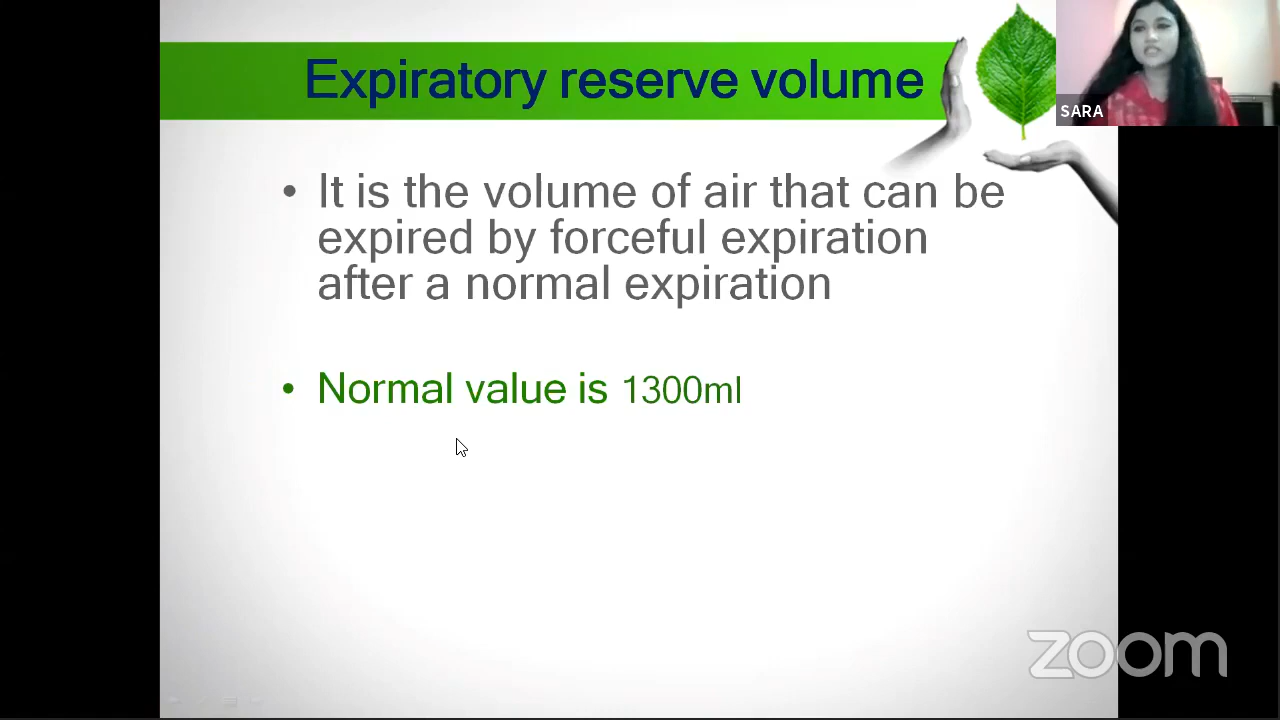 Expiratory reserve volume
SARA
• It is the volume of air that can be
expired by forceful expiration
after a normal expiration
• Normal value is 1300ml
zoom